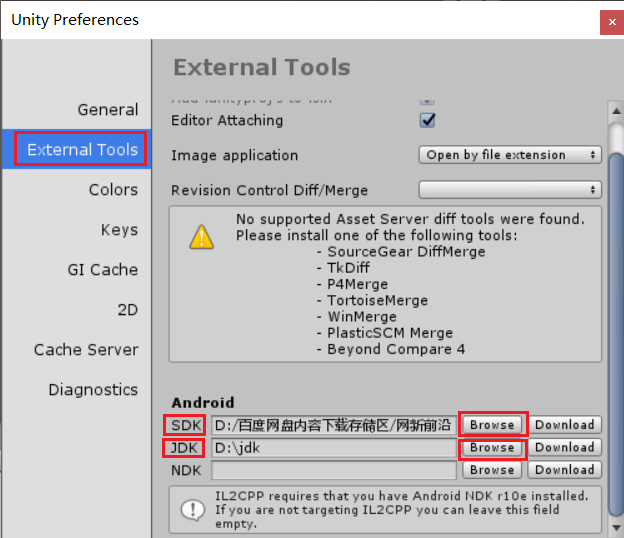 Unity Preferences
External Tools
General
Editor Attaching
External Tools
Image application
Open by file extension
Colors
Revision Control Diff/Merge
No supported Asset Server diff tools were found.
Please install one of the following tools:
- SourceGear DiffMerge
- TkDiff
- P4Merge
- TortoiseMerge
- WinMerge
- PlasticSCM Merge
- Beyond Compare 4
Keys
GI Cache
2D
Cache Server
Diagnostics
Android
SDK D:/百度网盘内容下载存储区/网新前沿 Browse Download
JDK D:\jdk Browse Download
NDK Browse Download
IL2CPP requires that you have Android NDK r10e installed.
If you are not targeting IL2CPP you can leave this field
empty.